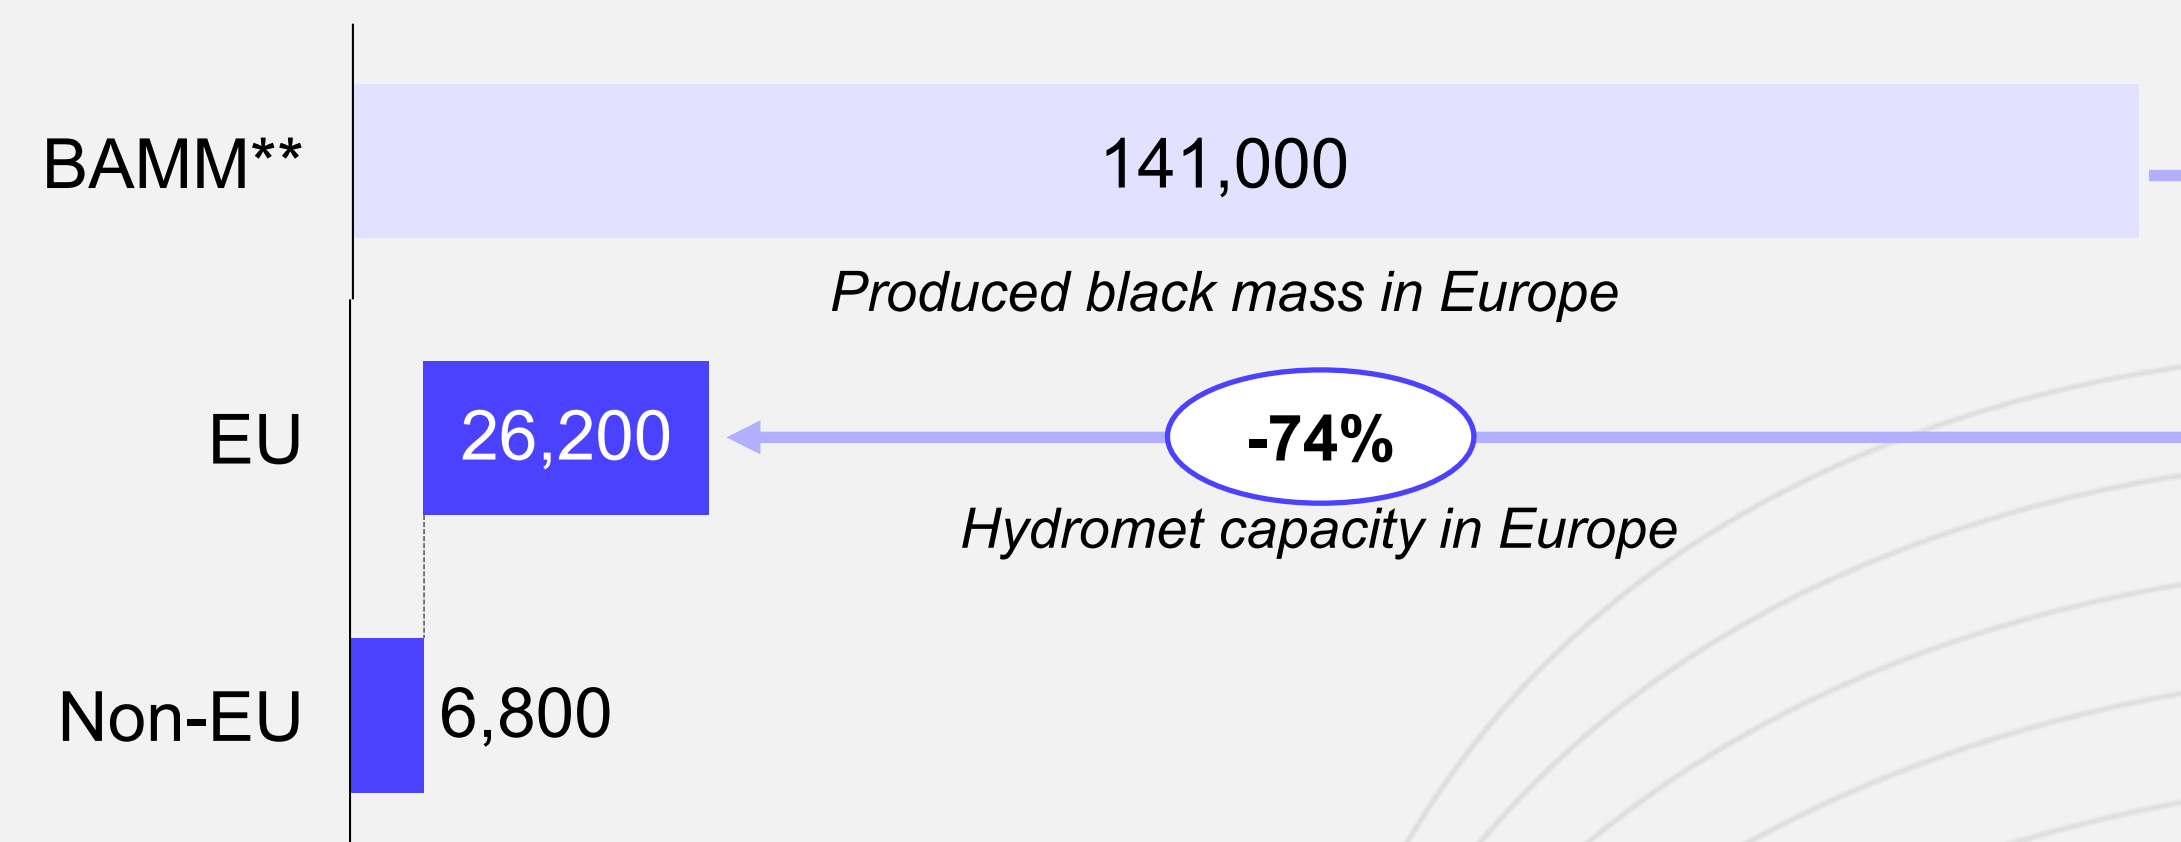 BAMM** 141,000
Produced black mass in Europe
EU 26,200 -74%
Hydromet capacity in Europe
Non-EU 6,800